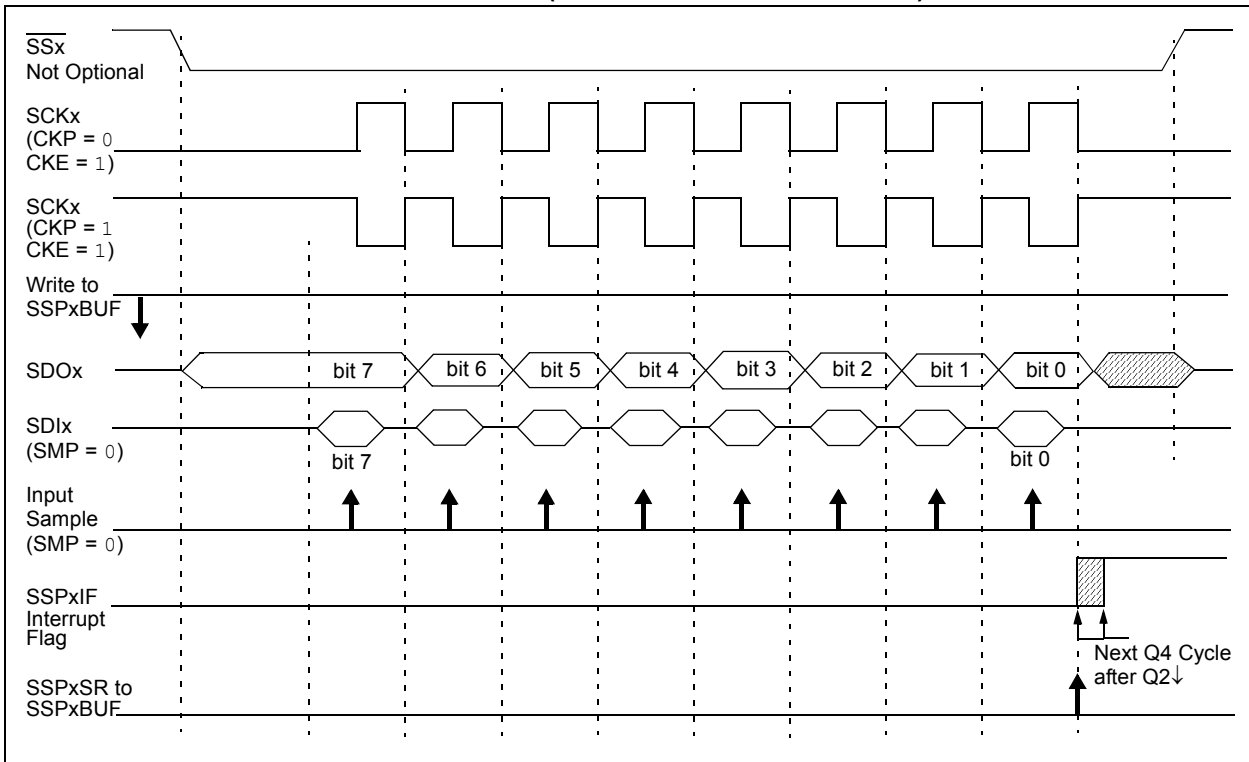 SSx
Not Optional
SCKx
(CKP = 0
CKE = 1)
SCKx
(CKP = 1
CKE = 1)
Write to
SSPxBUF
SDOx
bit 7
bit 6
bit 5
bit 4
bit 3
bit 2
bit 1
bit 0
SDIx
(SMP = 0)
bit 7
bit 0
Input
Sample
(SMP = 0)
SSPxIF
Interrupt
Flag
Next Q4 Cycle
after Q2↓
SSPxSR to
SSPxBUF